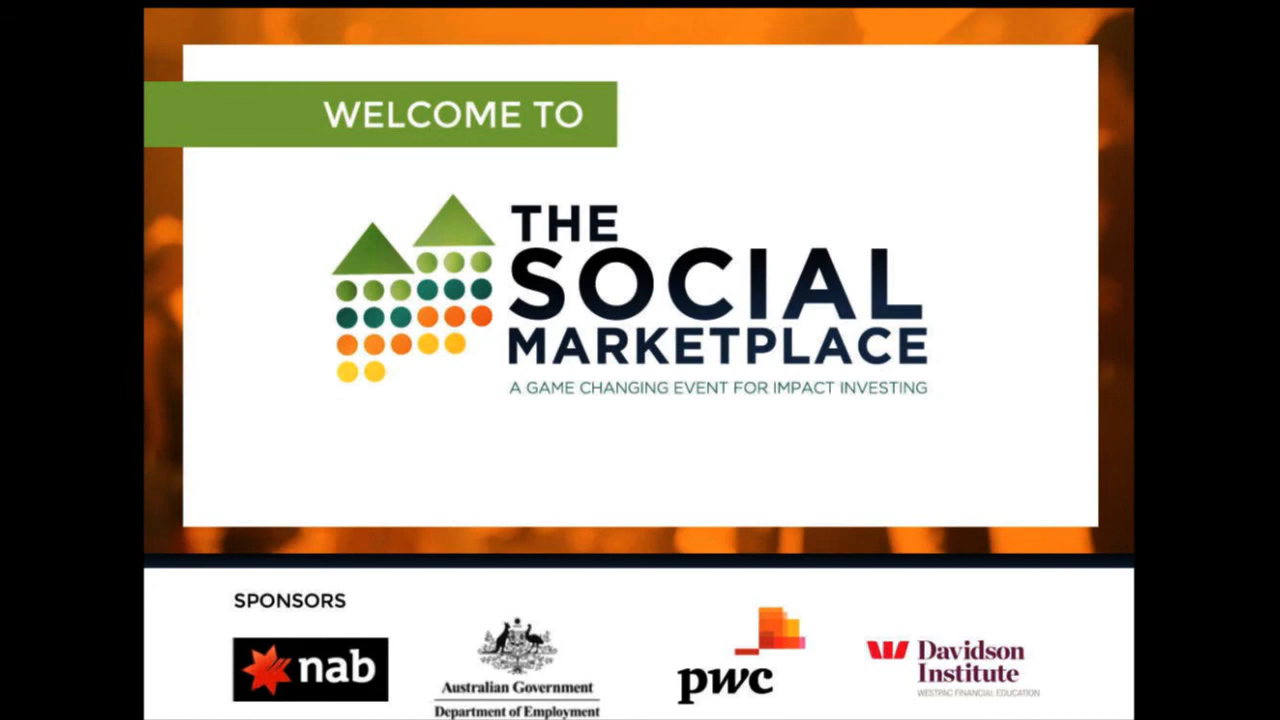 WELCOME TO
THE
SOCIAL
MARKETPLACE
A GAME CHANGING EVENT FOR IMPACT INVESTING
SPONSORS
nab
Australian Government
Department of Employment
pwc
Davidson
Institute
WESTPAC FINANCIAL EDUCATION